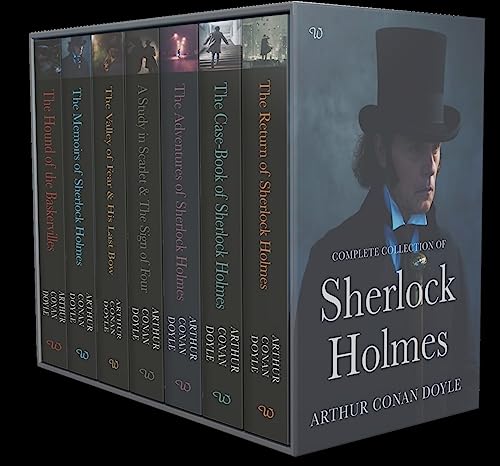 The Hound of the Baskervilles
ARTHUR
CONAN
DOYLE
W
The Memoirs of Sherlock Holmes
ARTHUR
CONAN
DOYLE
W
The Valley of Fear & His Last Bow
ARTHUR
CONAN
DOYLE
W
A Study in Scarlet & The Sign of Four
ARTHUR
CONAN
DOYLE
W
The Adventures of Sherlock Holmes
ARTHUR
CONAN
DOYLE
W
The Case-Book of Sherlock Holmes
ARTHUR
CONAN
DOYLE
W
The Return of Sherlock Holmes
ARTHUR
CONAN
DOYLE
W
W
COMPLETE COLLECTION OF
Sherlock
Holmes
ARTHUR CONAN DOYLE